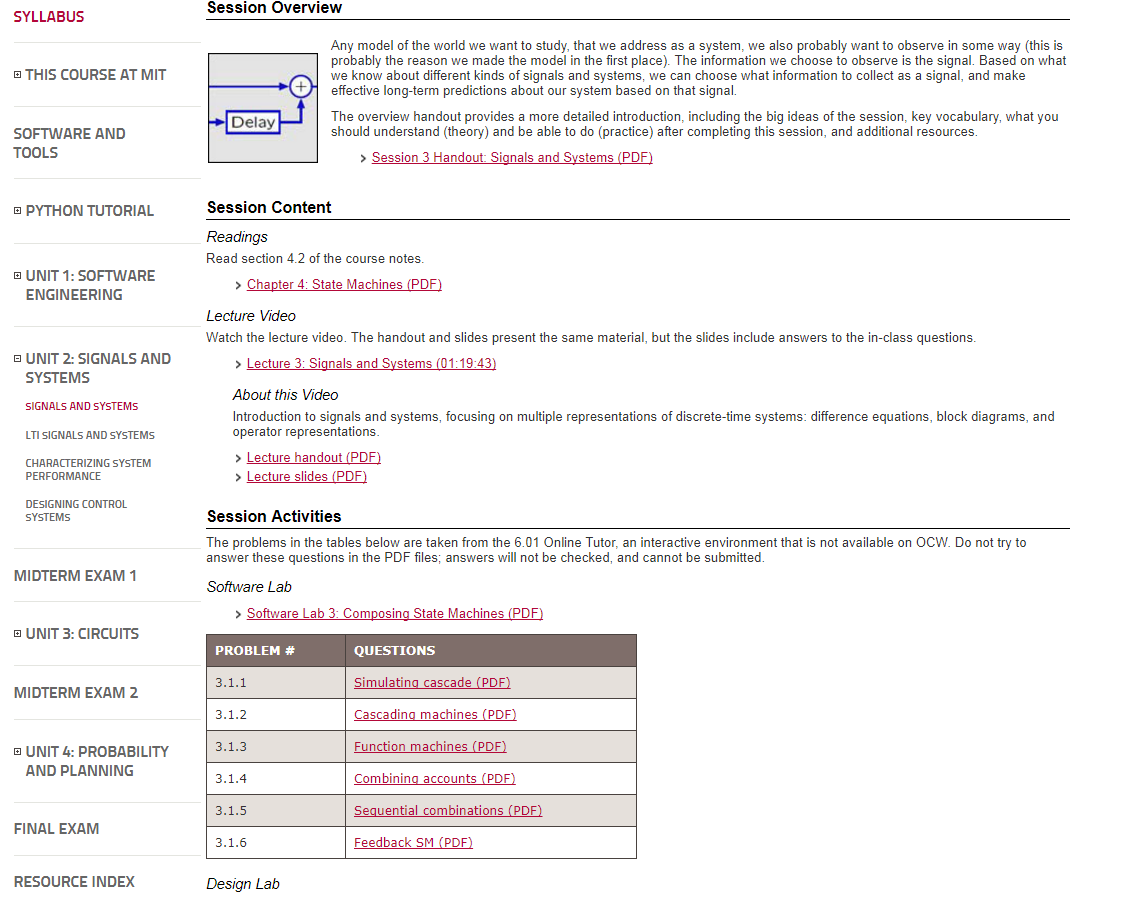 SYLLABUS
THIS COURSE AT MIT
SOFTWARE AND
TOOLS
PYTHON TUTORIAL
UNIT 1: SOFTWARE
ENGINEERING
UNIT 2: SIGNALS AND
SYSTEMS
SIGNALS AND SYSTEMS
LTI SIGNALS AND SYSTEMS
CHARACTERIZING SYSTEM
PERFORMANCE
DESIGNING CONTROL
SYSTEMS
MIDTERM EXAM 1
UNIT 3: CIRCUITS
MIDTERM EXAM 2
UNIT 4: PROBABILITY
AND PLANNING
FINAL EXAM
RESOURCE INDEX
Session Overview
+
Delay
Any model of the world we want to study, that we address as a system, we also probably want to observe in some way (this is
probably the reason we made the model in the first place). The information we choose to observe is the signal. Based on what
we know about different kinds of signals and systems, we can choose what information to collect as a signal, and make
effective long-term predictions about our system based on that signal.
The overview handout provides a more detailed introduction, including the big ideas of the session, key vocabulary, what you
should understand (theory) and be able to do (practice) after completing this session, and additional resources.
Session 3 Handout: Signals and Systems (PDF)
Session Content
Readings
Read section 4.2 of the course notes.
Chapter 4: State Machines (PDF)
Lecture Video
Watch the lecture video. The handout and slides present the same material, but the slides include answers to the in-class questions.
Lecture 3: Signals and Systems (01:19:43)
About this Video
Introduction to signals and systems, focusing on multiple representations of discrete-time systems: difference equations, block diagrams, and
operator representations.
Lecture handout (PDF)
Lecture slides (PDF)
Session Activities
The problems in the tables below are taken from the 6.01 Online Tutor, an interactive environment that is not available on OCW. Do not try to
answer these questions in the PDF files; answers will not be checked, and cannot be submitted.
Software Lab
Software Lab 3: Composing State Machines (PDF)
PROBLEM # QUESTIONS
3.1.1 Simulating cascade (PDF)
3.1.2 Cascading machines (PDF)
3.1.3 Function machines (PDF)
3.1.4 Combining accounts (PDF)
3.1.5 Sequential combinations (PDF)
3.1.6 Feedback SM (PDF)
Design Lab